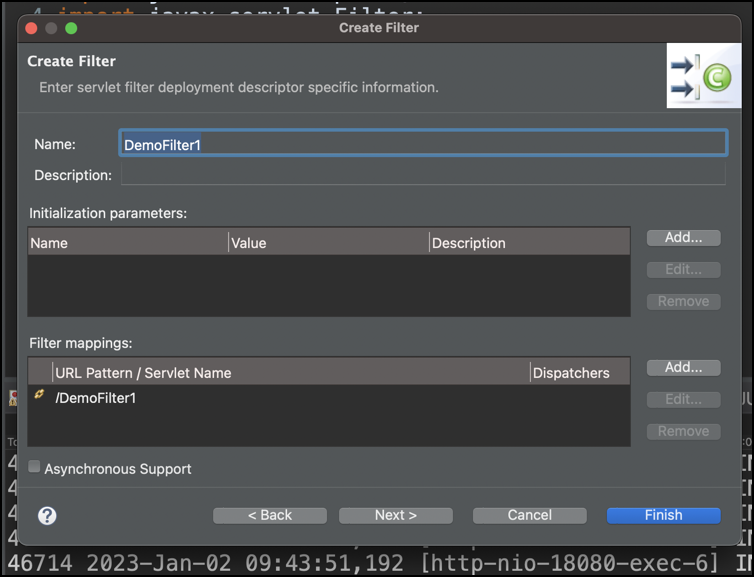 4 import javax.servlet.Filter;
Create Filter
Create Filter
Enter servlet filter deployment descriptor specific information.
Name: DemoFilter1
Description:
Initialization parameters:
Name Value Description
Add...
Edit...
Remove
Filter mappings:
URL Pattern / Servlet Name Dispatchers
/DemoFilter1
Add...
Edit...
Remove
Asynchronous Support
< Back Next > Cancel Finish
46714 2023-Jan-02 09:43:51,192 [http-nio-18080-exec-6] IN